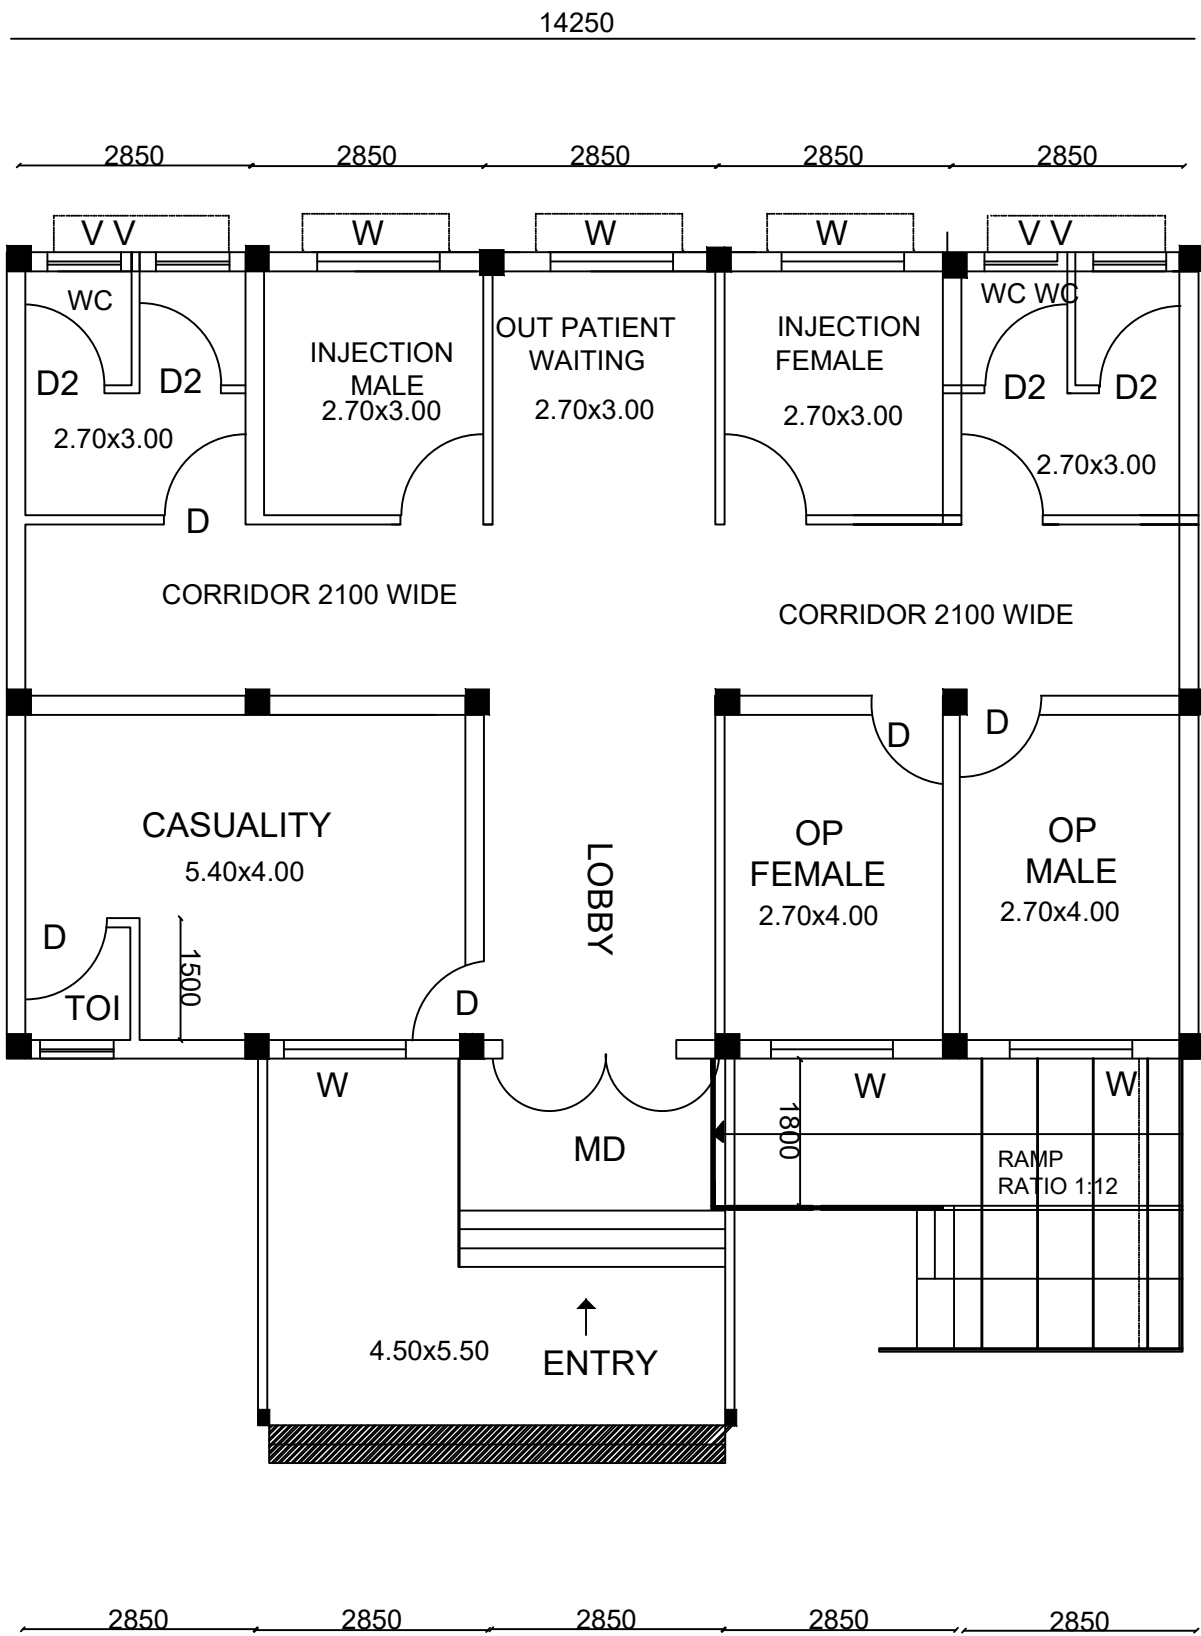 14250
2850 2850 2850 2850 2850
V V W W W V V
WC WC WC
OUT PATIENT
WAITING
INJECTION
FEMALE
INJECTION
MALE
D2 D2 D2 D2
2.70x3.00 2.70x3.00 2.70x3.00
2.70x3.00 2.70x3.00
D
CORRIDOR 2100 WIDE
CORRIDOR 2100 WIDE
D D
CASUALITY
5.40x4.00
LOBBY
OP
FEMALE
2.70x4.00
OP
MALE
2.70x4.00
D
1500
TOI
D
W W W
MD
1800
RAMP
RATIO 1:12
4.50x5.50
ENTRY
2850 2850 2850 2850 2850